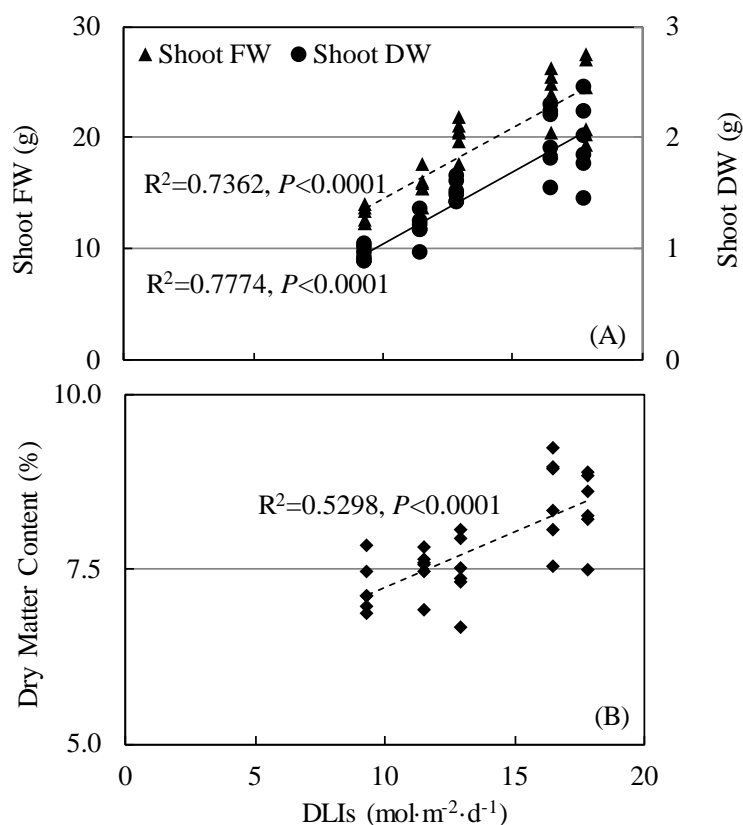 30
20
10
0
Shoot FW (g)
▲ Shoot FW ● Shoot DW
R²=0.7362, P<0.0001
R²=0.7774, P<0.0001
(A)
3
2
1
0
Shoot DW (g)
10.0
7.5
5.0
Dry Matter Content (%)
R²=0.5298, P<0.0001
(B)
0 5 10 15 20
DLIs (mol·m⁻²·d⁻¹)